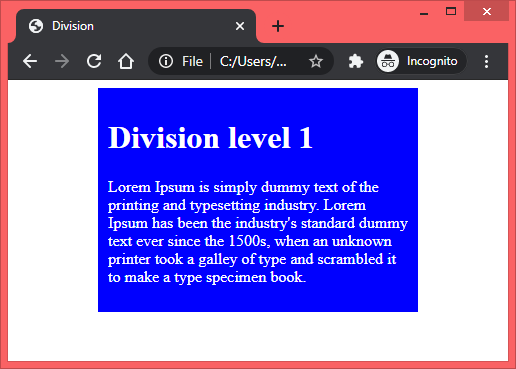 Division
File
C:/Users/...
Incognito
Division level 1
Lorem Ipsum is simply dummy text of the
printing and typesetting industry. Lorem
Ipsum has been the industry's standard dummy
text ever since the 1500s, when an unknown
printer took a galley of type and scrambled it
to make a type specimen book.